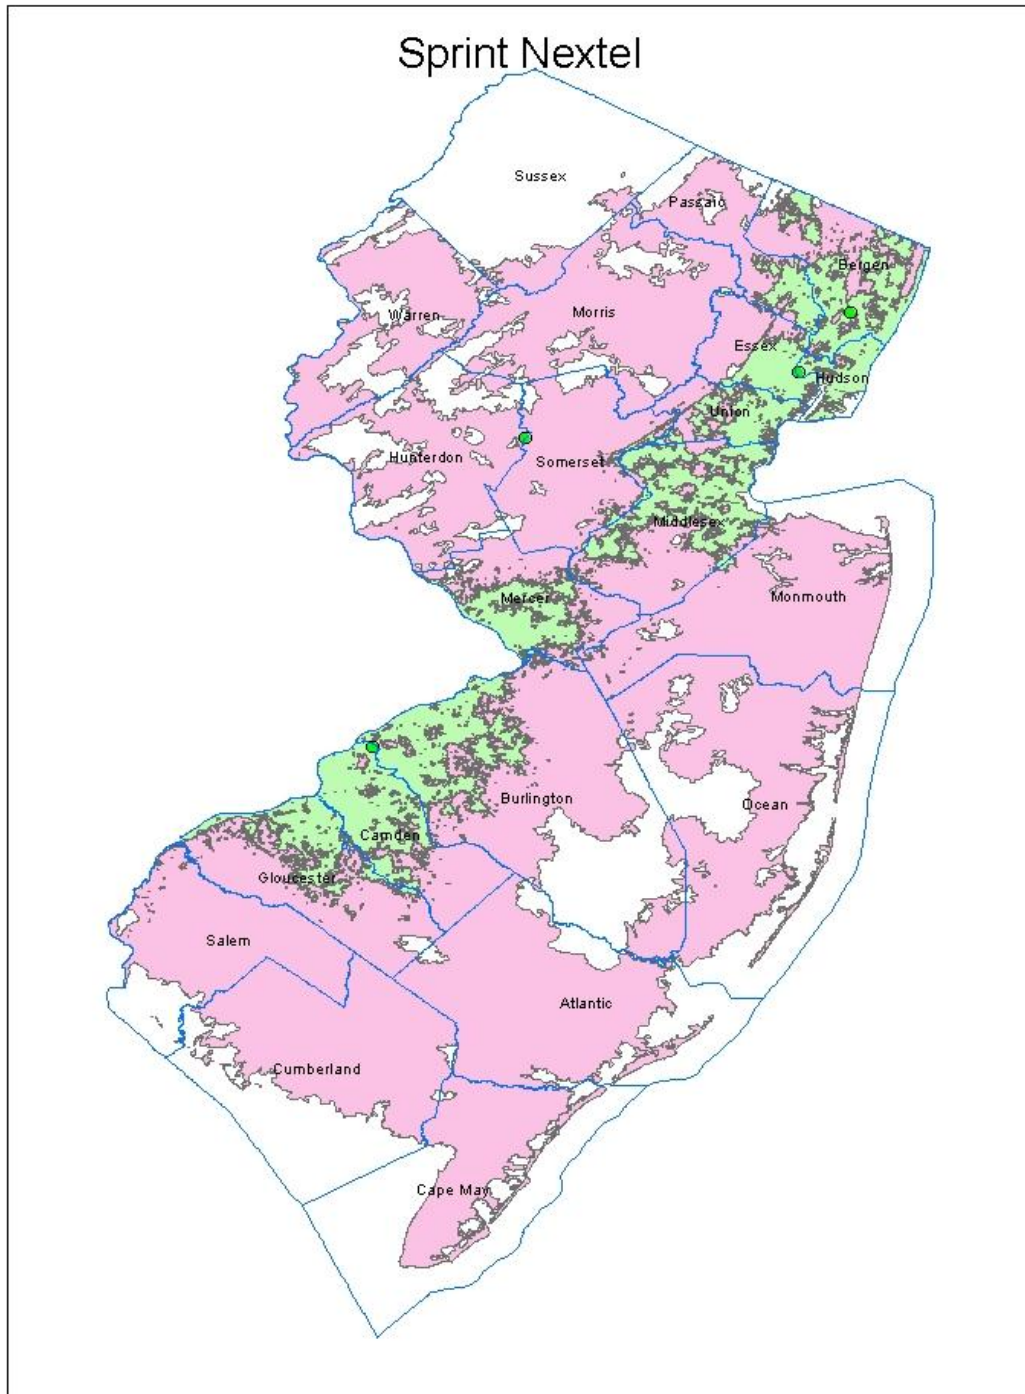 Sprint Nextel
Sussex
Passaic
Bergen
Warren
Morris
Essex
Hudson
Union
Hunterdon
Somerset
Middlesex
Mercer
Monmouth
Burlington
Ocean
Camden
Gloucester
Salem
Atlantic
Cumberland
Cape May